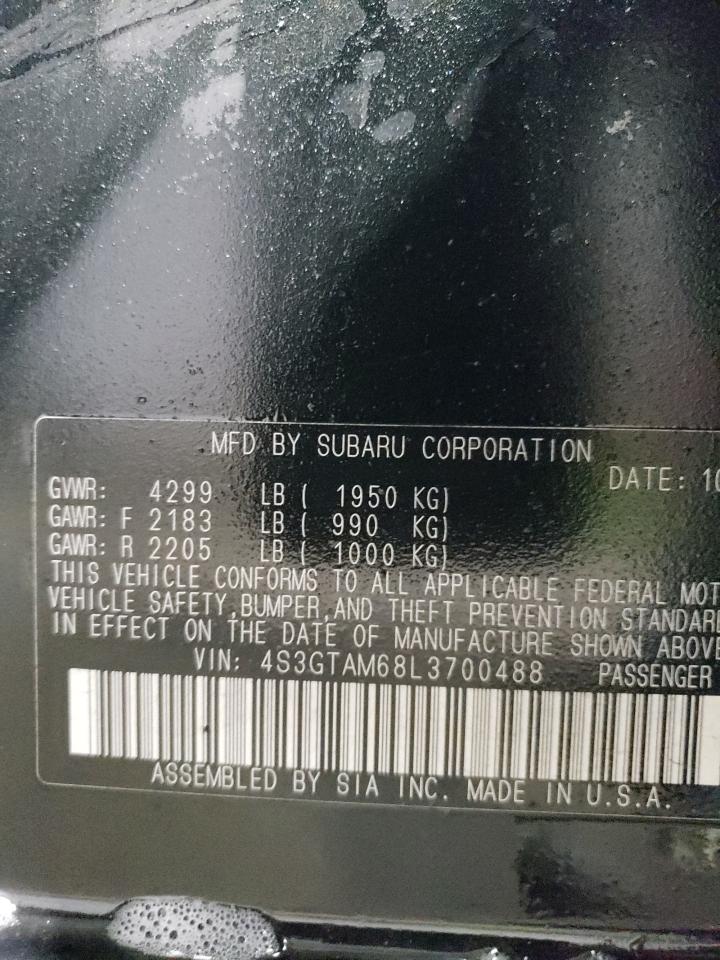 MFD BY SUBARU CORPORATION
DATE: 10
GVWR: 4299 LB ( 1950 KG)
GAWR: F 2183 LB ( 990 KG)
GAWR: R 2205 LB ( 1000 KG)
THIS VEHICLE CONFORMS TO ALL APPLICABLE FEDERAL MOT
VEHICLE SAFETY,BUMPER,AND THEFT PREVENTION STANDARD
IN EFFECT ON THE DATE OF MANUFACTURE SHOWN ABOVE
VIN: 4S3GTAM68L3700488 PASSENGER
ASSEMBLED BY SIA INC. MADE IN U.S.A.